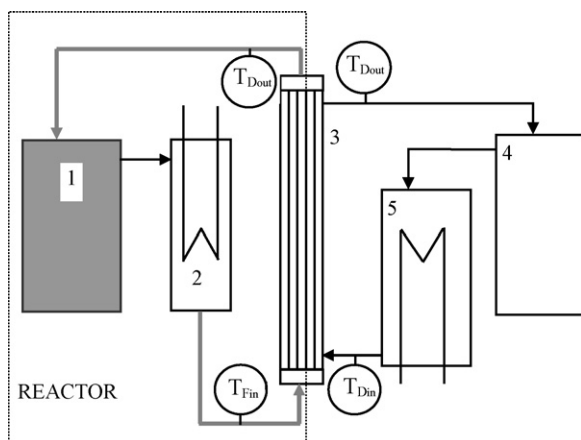 T_Dout
T_Dout
3
1
4
2
5
REACTOR
T_Fin
T_Din